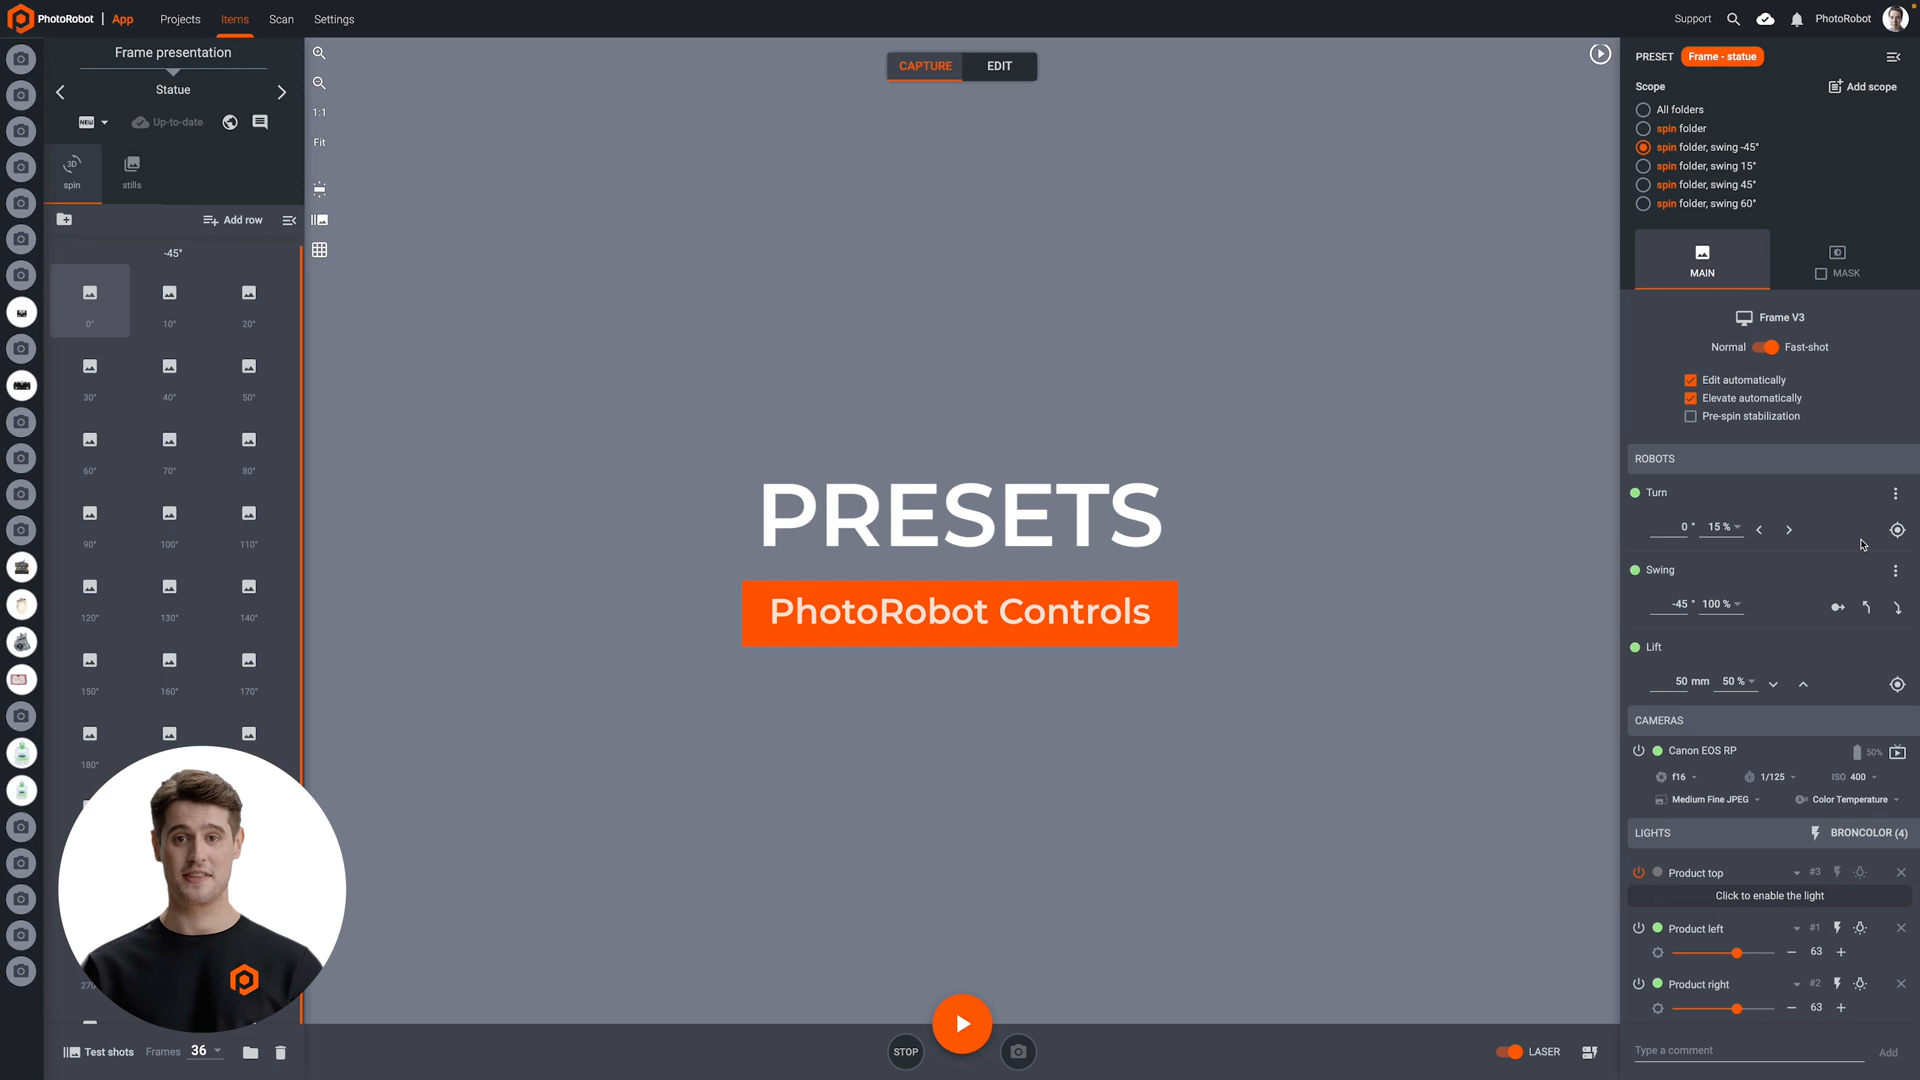 PhotoRobot | App
Projects
Items
Scan
Settings
Support
PhotoRobot
Frame presentation
Statue
NEW
Up-to-date
3D
spin
stills
Add row
-45°
0°
10°
20°
30°
40°
50°
60°
70°
80°
90°
100°
110°
120°
130°
140°
150°
160°
170°
180°
270
Test shots
Frames
36
1:1
Fit
CAPTURE
EDIT
PRESETS
PhotoRobot Controls
STOP
LASER
PRESET
Frame - statue
Scope
Add scope
All folders
spin folder
spin folder, swing -45°
spin folder, swing 15°
spin folder, swing 45°
spin folder, swing 60°
MAIN
MASK
Frame V3
Normal
Fast-shot
Edit automatically
Elevate automatically
Pre-spin stabilization
ROBOTS
Turn
0 °
15 %
Swing
-45 °
100 %
Lift
50 mm
50 %
CAMERAS
Canon EOS RP
50%
f16
1/125
ISO 400
Medium Fine JPEG
Color Temperature
LIGHTS
BRONCOLOR (4)
Product top
#3
Click to enable the light
Product left
#1
63
Product right
#2
63
Type a comment
Add